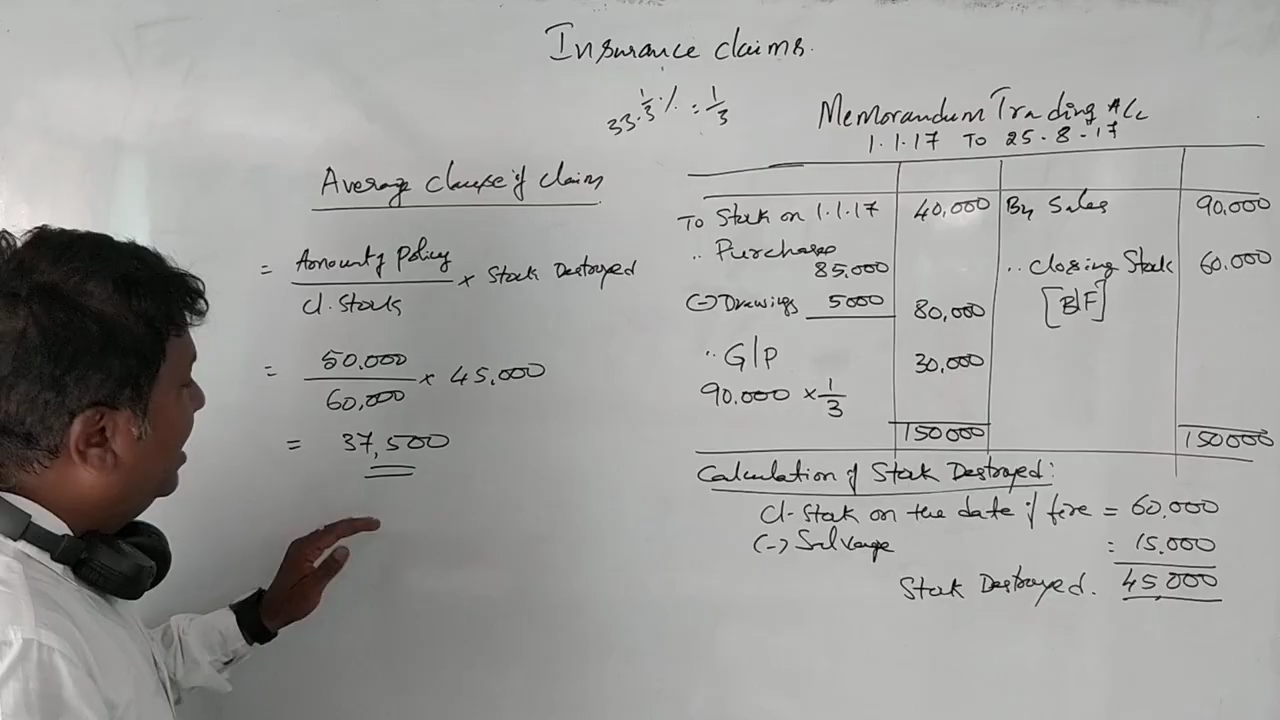 Insurance claims.
33.1/3 % = 1/3
Memorandum Trading A/c
1.1.17 To 25-8-17
Average clause of claim
= Amount of Policy / Cl. Stock × Stock Destroyed
= 50,000 / 60,000 × 45,000
= 37,500
To Stock on 1.1.17 40,000 By Sales 90,000
,, Purchases
85,000 ,, Closing Stock 60,000
(-) Drawings 5000 80,000 [B/F]
,, G/P 30,000
90,000 × 1/3
150000 150000
Calculation of Stock Destroyed:
Cl-Stock on the date of fire = 60,000
(-) Salvage : 15,000
Stock Destroyed. 45,000